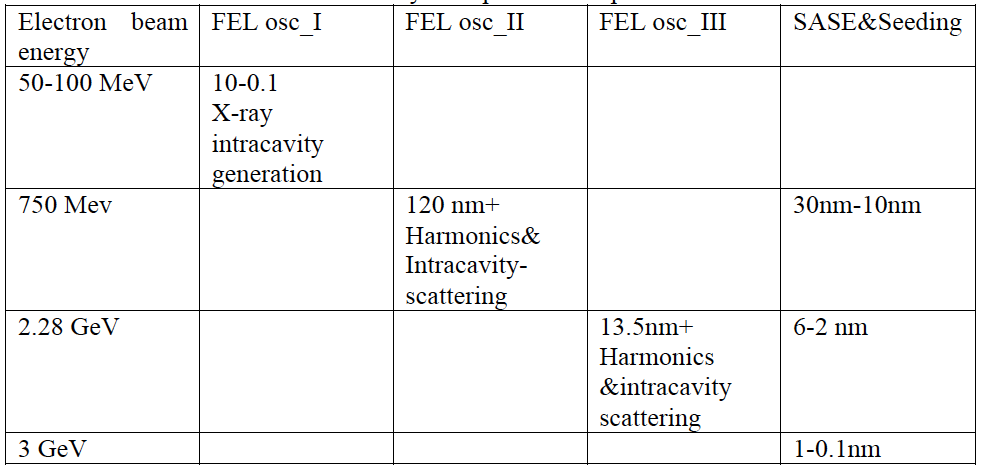 Electron beam energy FEL osc_I FEL osc_II FEL osc_III SASE&Seeding
50-100 MeV 10-0.1
X-ray
intracavity
generation
750 Mev 120 nm+ 30nm-10nm
Harmonics&
Intracavity-
scattering
2.28 GeV 13.5nm+ 6-2 nm
Harmonics
&intracavity
scattering
3 GeV 1-0.1nm